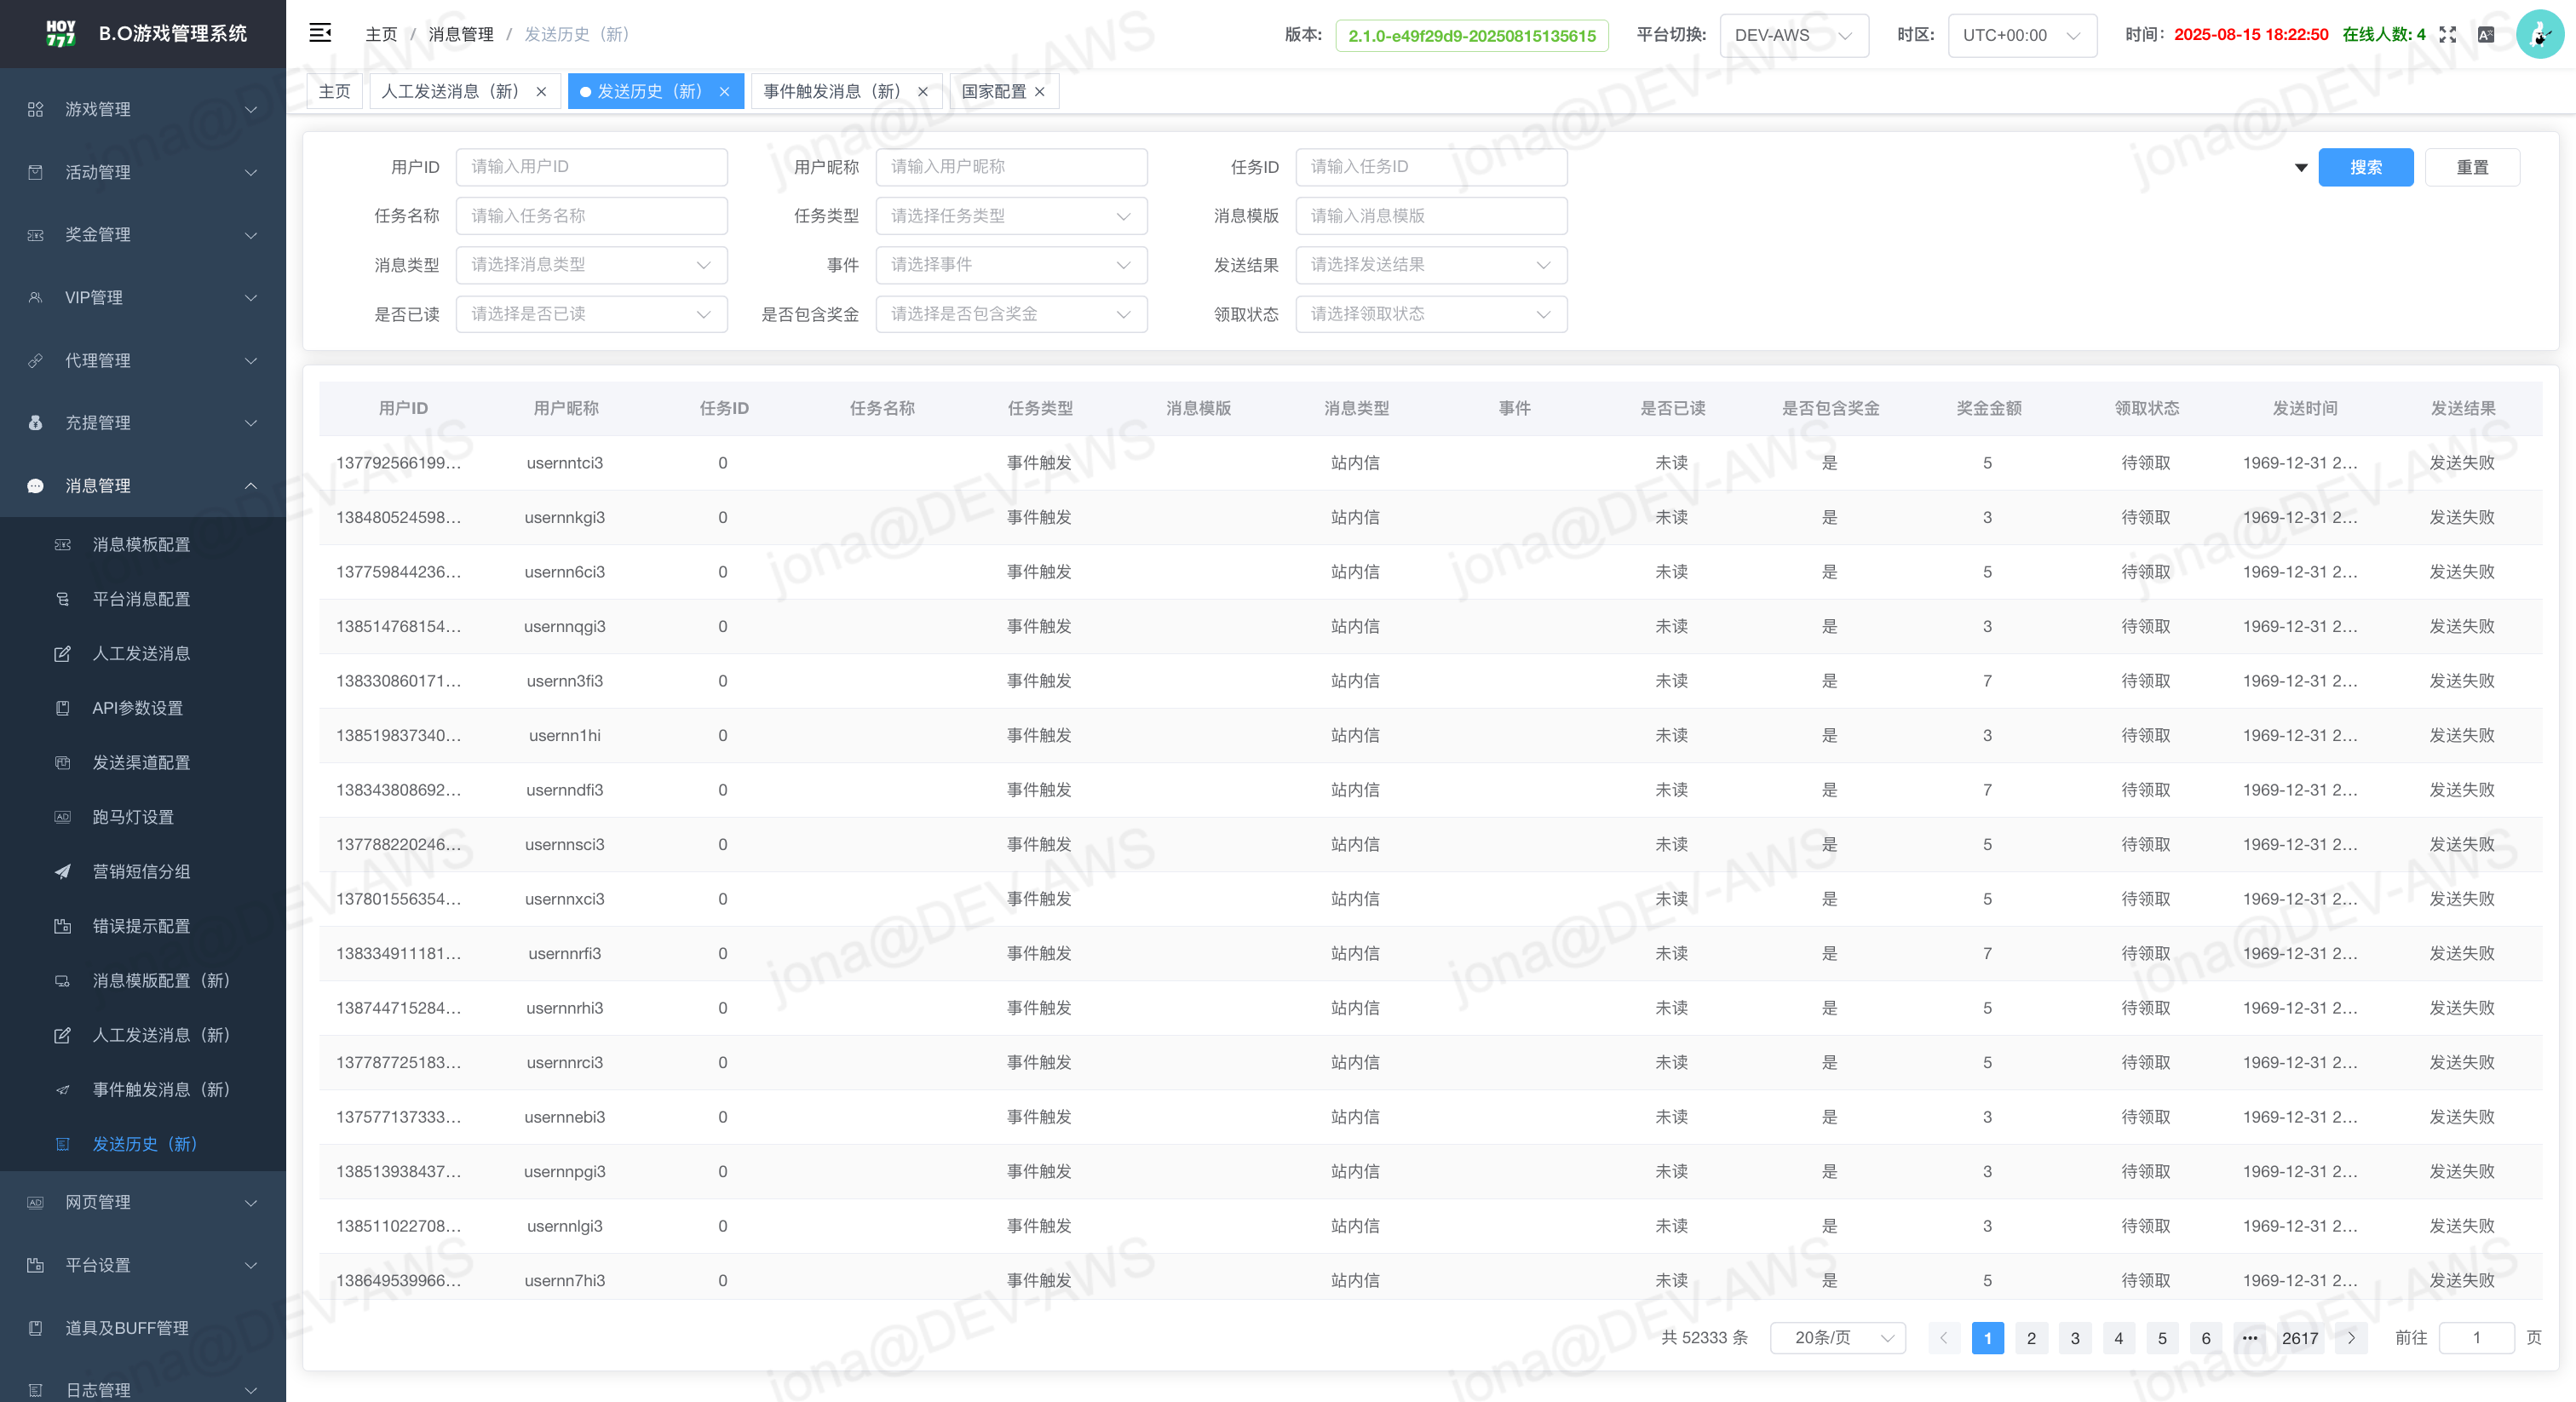 HOY
777
B.O游戏管理系统
主页 / 消息管理 / 发送历史（新）
版本: 2.1.0-e49f29d9-20250815135615 平台切换: DEV-AWS 时区: UTC+00:00 时间： 2025-08-15 18:22:50 在线人数: 4
主页 人工发送消息（新） 发送历史（新） 事件触发消息（新） 国家配置
游戏管理
活动管理
奖金管理
VIP管理
代理管理
充提管理
消息管理
消息模板配置
平台消息配置
人工发送消息
API参数设置
发送渠道配置
跑马灯设置
营销短信分组
错误提示配置
消息模版配置（新）
人工发送消息（新）
事件触发消息（新）
发送历史（新）
网页管理
平台设置
道具及BUFF管理
日志管理
用户ID 请输入用户ID 用户昵称 请输入用户昵称 任务ID 请输入任务ID 搜索 重置
任务名称 请输入任务名称 任务类型 请选择任务类型 消息模版 请输入消息模版
消息类型 请选择消息类型 事件 请选择事件 发送结果 请选择发送结果
是否已读 请选择是否已读 是否包含奖金 请选择是否包含奖金 领取状态 请选择领取状态
用户ID 用户昵称 任务ID 任务名称 任务类型 消息模版 消息类型 事件 是否已读 是否包含奖金 奖金金额 领取状态 发送时间 发送结果
137792566199... usernntci3 0 事件触发 站内信 未读 是 5 待领取 1969-12-31 2... 发送失败
138480524598... usernnkgi3 0 事件触发 站内信 未读 是 3 待领取 1969-12-31 2... 发送失败
137759844236... usernn6ci3 0 事件触发 站内信 未读 是 5 待领取 1969-12-31 2... 发送失败
138514768154... usernnqgi3 0 事件触发 站内信 未读 是 3 待领取 1969-12-31 2... 发送失败
138330860171... usernn3fi3 0 事件触发 站内信 未读 是 7 待领取 1969-12-31 2... 发送失败
138519837340... usernn1hi 0 事件触发 站内信 未读 是 3 待领取 1969-12-31 2... 发送失败
138343808692... usernndfi3 0 事件触发 站内信 未读 是 7 待领取 1969-12-31 2... 发送失败
137788220246... usernnsci3 0 事件触发 站内信 未读 是 5 待领取 1969-12-31 2... 发送失败
137801556354... usernnxci3 0 事件触发 站内信 未读 是 5 待领取 1969-12-31 2... 发送失败
138334911181... usernnrfi3 0 事件触发 站内信 未读 是 7 待领取 1969-12-31 2... 发送失败
138744715284... usernnrhi3 0 事件触发 站内信 未读 是 5 待领取 1969-12-31 2... 发送失败
137787725183... usernnrci3 0 事件触发 站内信 未读 是 5 待领取 1969-12-31 2... 发送失败
137577137333... usernnebi3 0 事件触发 站内信 未读 是 3 待领取 1969-12-31 2... 发送失败
138513938437... usernnpgi3 0 事件触发 站内信 未读 是 3 待领取 1969-12-31 2... 发送失败
138511022708... usernnlgi3 0 事件触发 站内信 未读 是 3 待领取 1969-12-31 2... 发送失败
138649539966... usernn7hi3 0 事件触发 站内信 未读 是 5 待领取 1969-12-31 2... 发送失败
共 52333 条 20条/页 1 2 3 4 5 6 ... 2617 前往 1 页
jona@DEV-AWS